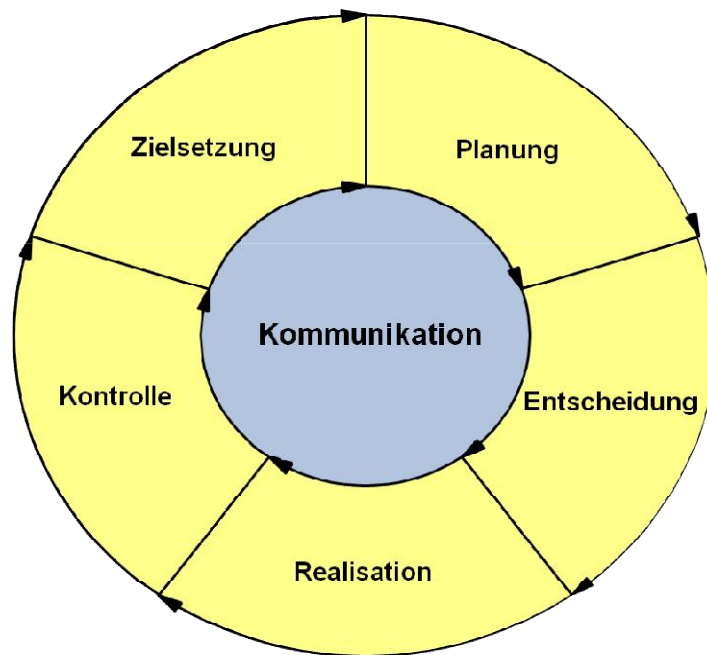 Zielsetzung
Planung
Kommunikation
Kontrolle
Entscheidung
Realisation